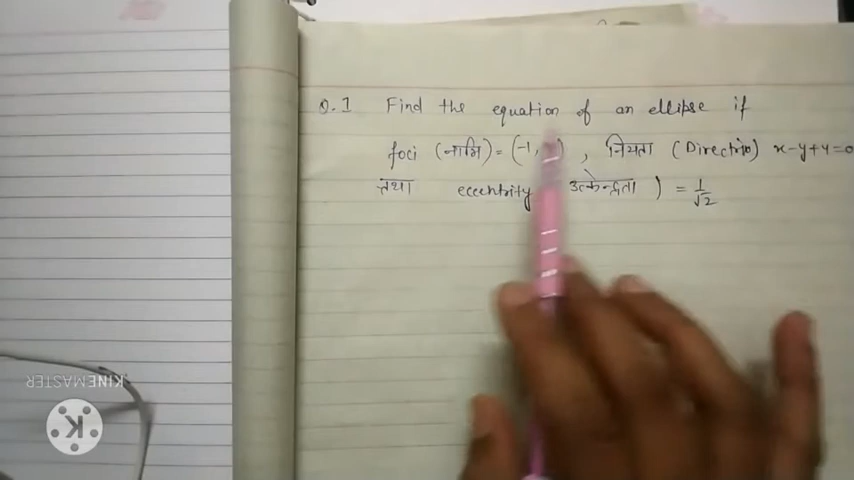 Q.1 Find the equation of an ellipse if
foci (नाभि) = (-1, ) , नियता (Directrix) x-y+4=0
तथा eccentrity उत्केन्द्रता ) = 1/√2
KINEMASTER
K